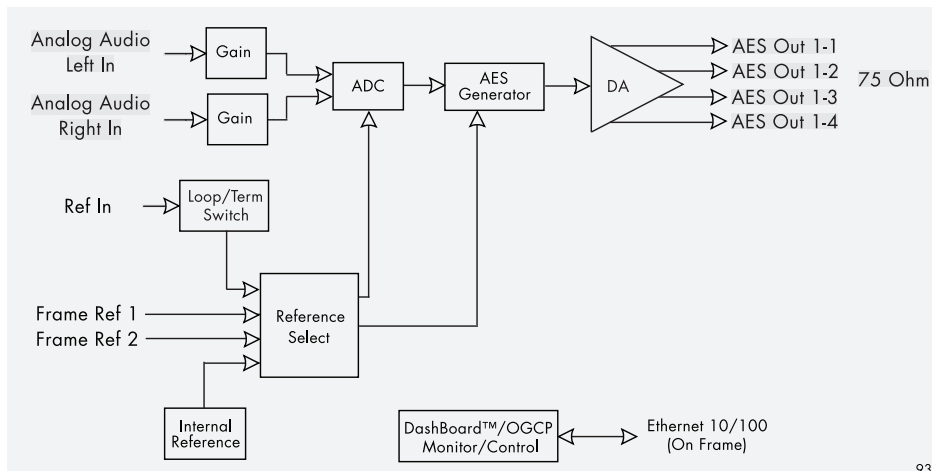 Analog Audio
Left In
Gain
ADC
AES
Generator
DA
AES Out 1-1
AES Out 1-2
AES Out 1-3
AES Out 1-4
75 Ohm
Analog Audio
Right In
Gain
Ref In
Loop/Term
Switch
Frame Ref 1
Frame Ref 2
Reference
Select
Internal
Reference
DashBoard™/OGCP
Monitor/Control
Ethernet 10/100
(On Frame)
93